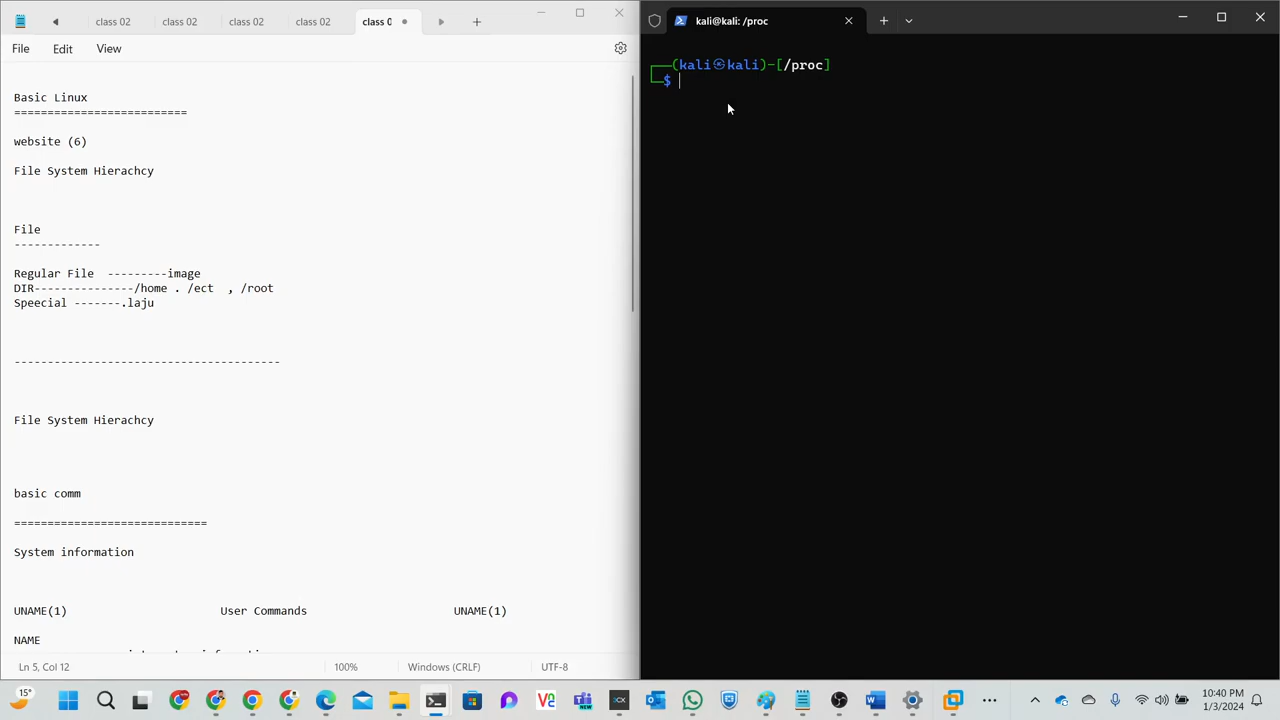 class 02
class 02
class 02
class 02
class 0
File
Edit
View
Basic Linux
==========================
website (6)
File System Hierachcy
File
-------------
Regular File  ---------image
DIR---------------/home . /ect  , /root
Speecial -------.laju
----------------------------------------
File System Hierachcy
basic comm
=============================
System information
UNAME(1)                       User Commands                      UNAME(1)
NAME
Ln 5, Col 12
100%
Windows (CRLF)
UTF-8
kali@kali: /proc
(kali㉿kali)-[/proc]
$
15°
10:40 PM
1/3/2024